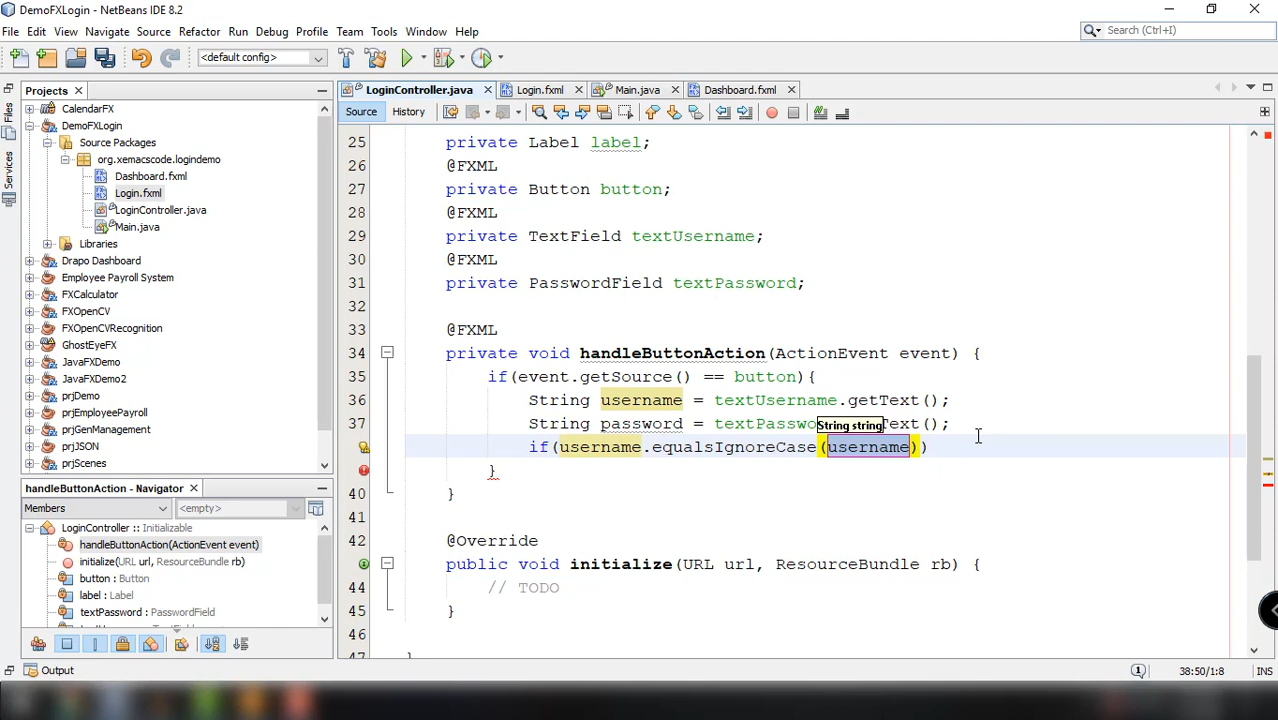 DemoFXLogin - NetBeans IDE 8.2
File Edit View Navigate Source Refactor Run Debug Profile Team Tools Window Help
Search (Ctrl+I)
<default config>
Projects
LoginController.java Login.fxml Main.java Dashboard.fxml
Files
Services
Source History
CalendarFX
DemoFXLogin
Source Packages
org.xemacscode.logindemo
Dashboard.fxml
Login.fxml
LoginController.java
Main.java
Libraries
Drapo Dashboard
Employee Payroll System
FXCalculator
FXOpenCV
FXOpenCVRecognition
GhostEyeFX
JavaFXDemo
JavaFXDemo2
prjDemo
prjEmployeePayroll
prjGenManagement
prjJSON
prjScenes
25 private Label label;
26 @FXML
27 private Button button;
28 @FXML
29 private TextField textUsername;
30 @FXML
31 private PasswordField textPassword;
32
33 @FXML
34 private void handleButtonAction(ActionEvent event) {
35 if(event.getSource() == button){
36 String username = textUsername.getText();
37 String password = textPasswo Text();
String string
if(username.equalsIgnoreCase(username))
}
40 }
41
42 @Override
public void initialize(URL url, ResourceBundle rb) {
44 // TODO
45 }
46
47
handleButtonAction - Navigator
Members <empty>
LoginController :: Initializable
handleButtonAction(ActionEvent event)
initialize(URL url, ResourceBundle rb)
button : Button
label : Label
textPassword : PasswordField
Output
1
38:50/1:8
INS